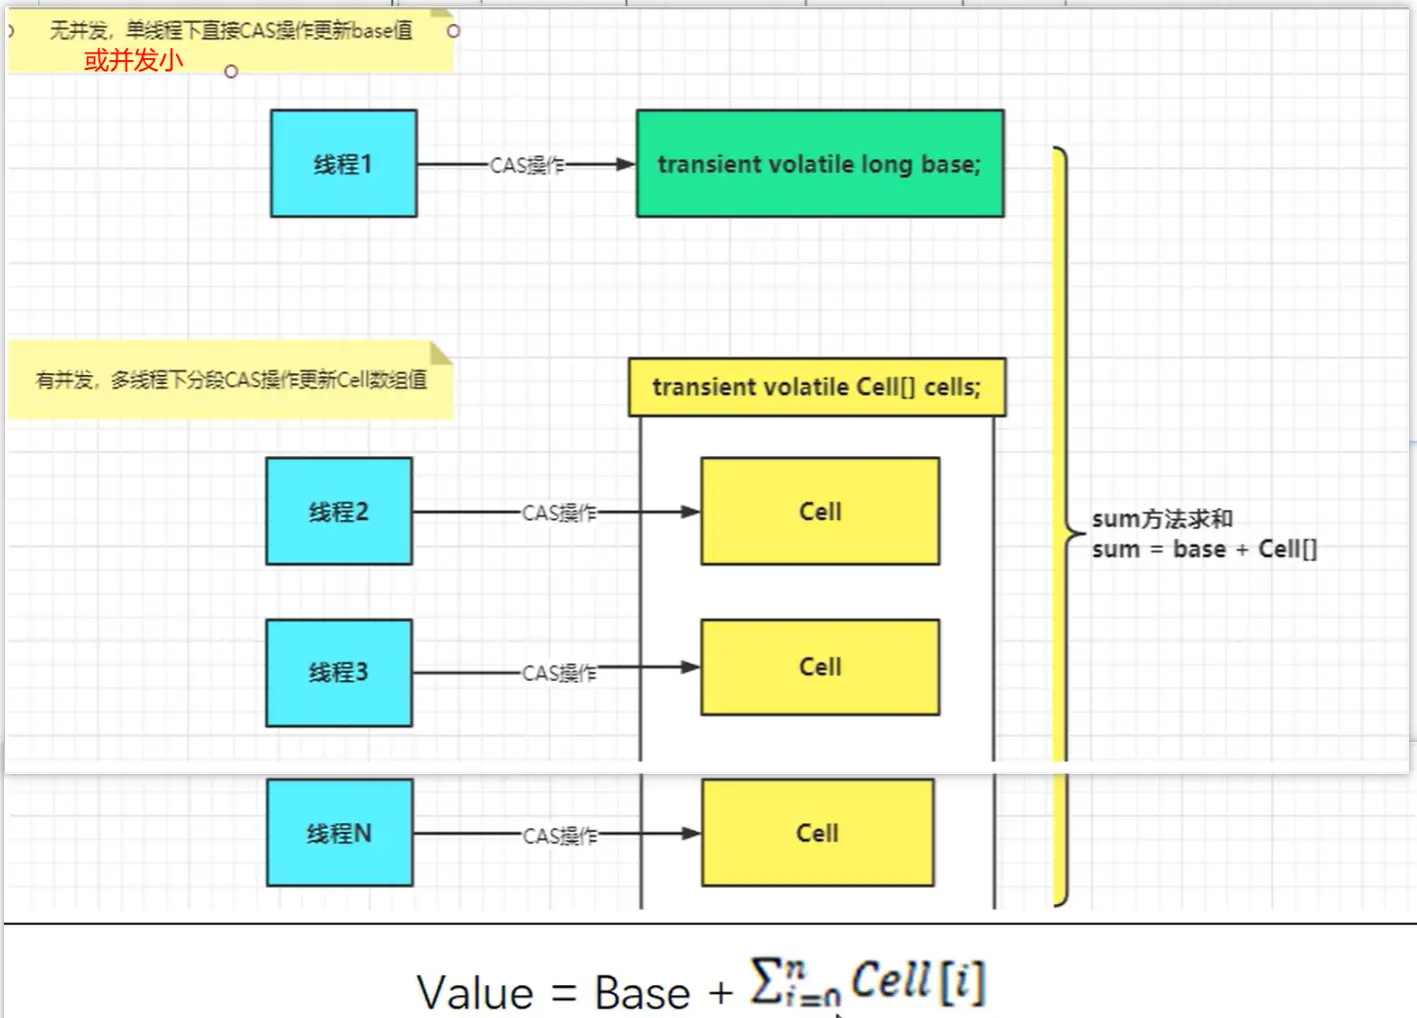 无并发，单线程下直接CAS操作更新base值
或并发小
线程1
CAS操作
transient volatile long base;
有并发，多线程下分段CAS操作更新Cell数组值
transient volatile Cell[] cells;
线程2
CAS操作
Cell
sum方法求和
sum = base + Cell[]
线程3
CAS操作
Cell
线程N
CAS操作
Cell
Value = Base + ∑ⁿᵢ₌₀ Cell[i]